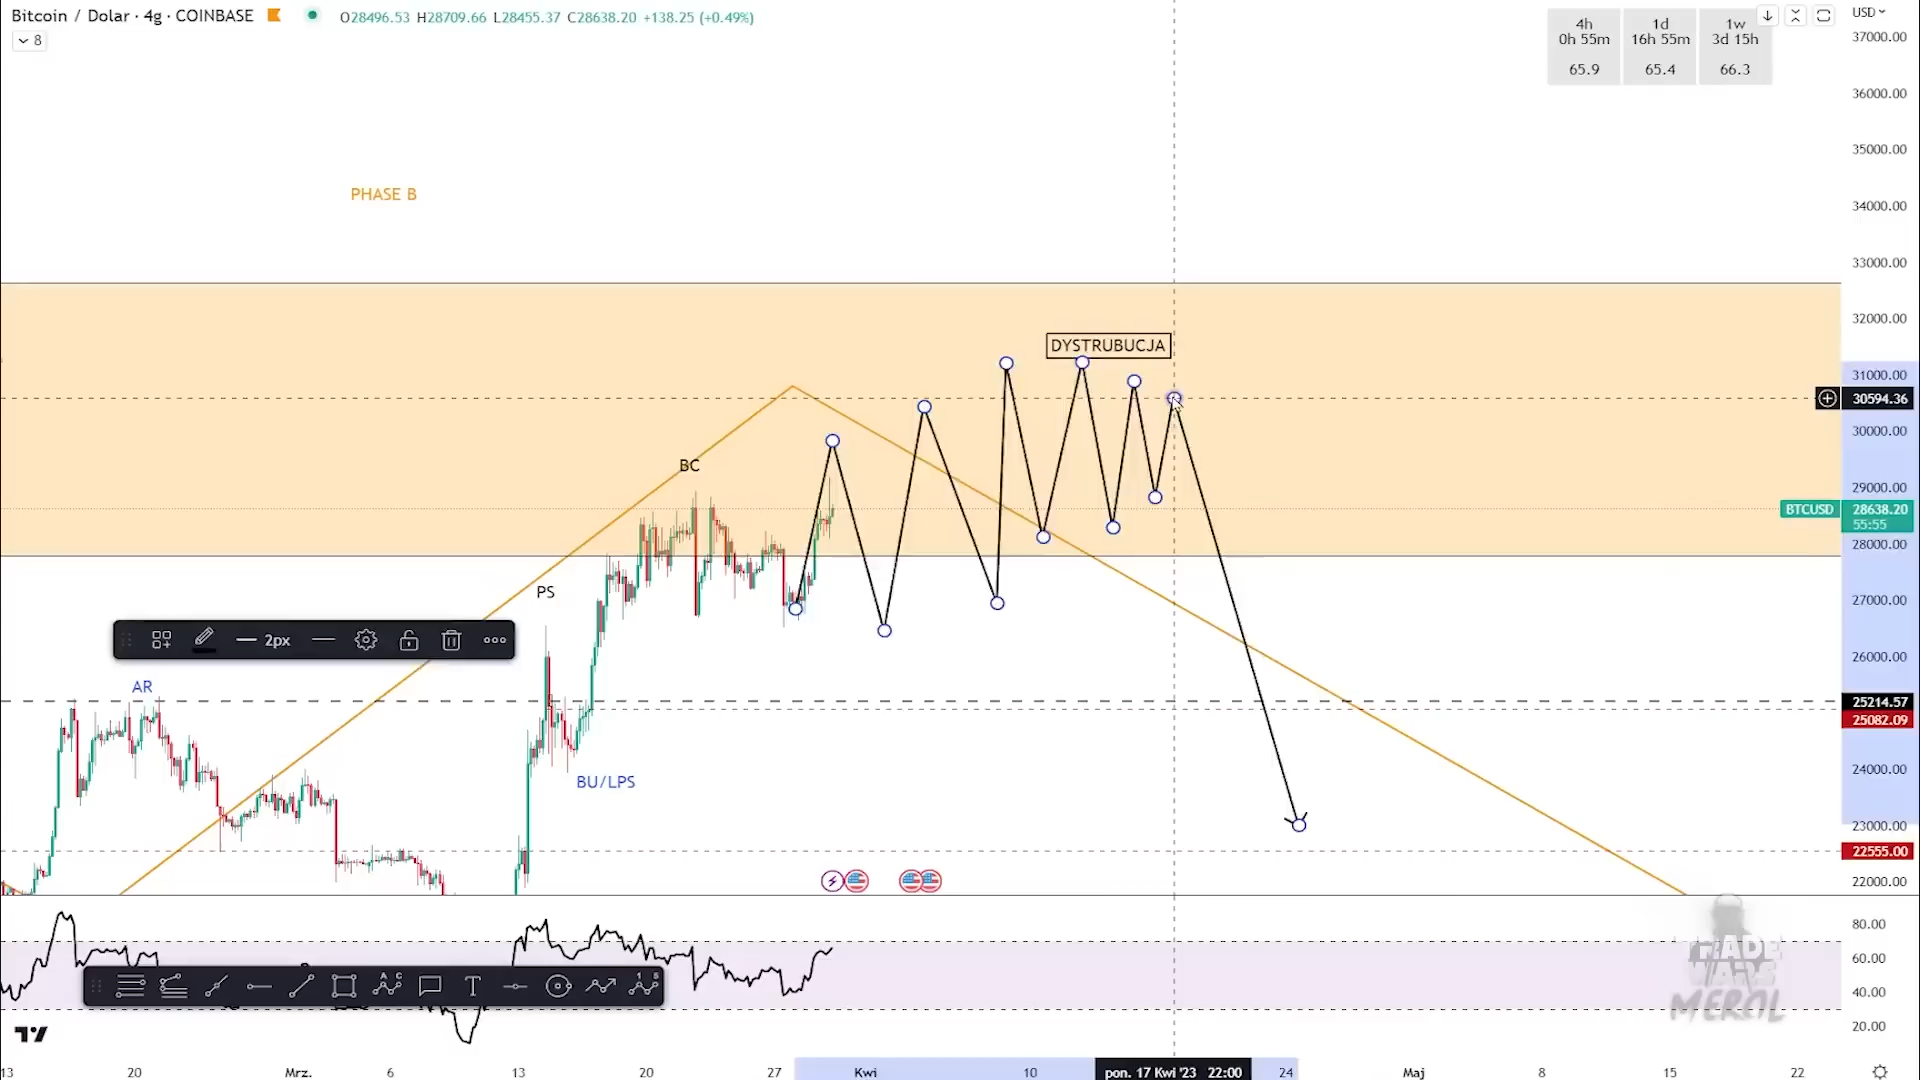 Bitcoin / Dolar · 4g · COINBASE
O28496.53 H28709.66 L28455.37 C28638.20 +138.25 (+0.49%)
8
4h 1d 1w
0h 55m 16h 55m 3d 15h
65.9 65.4 66.3
USD
37000.00
36000.00
35000.00
PHASE B
34000.00
33000.00
32000.00
DYSTRUBUCJA
31000.00
30594.36
30000.00
BC
29000.00
BTCUSD 28638.20
55:55
28000.00
PS
27000.00
2px
26000.00
AR
25214.57
25082.09
BU/LPS
24000.00
23000.00
22555.00
22000.00
80.00
60.00
40.00
20.00
TRADE
WARS
MEROL
13 20 Mrz. 6 13 20 27 Kwi 10 pon. 17 Kwi '23 22:00 24 Maj 8 15 22